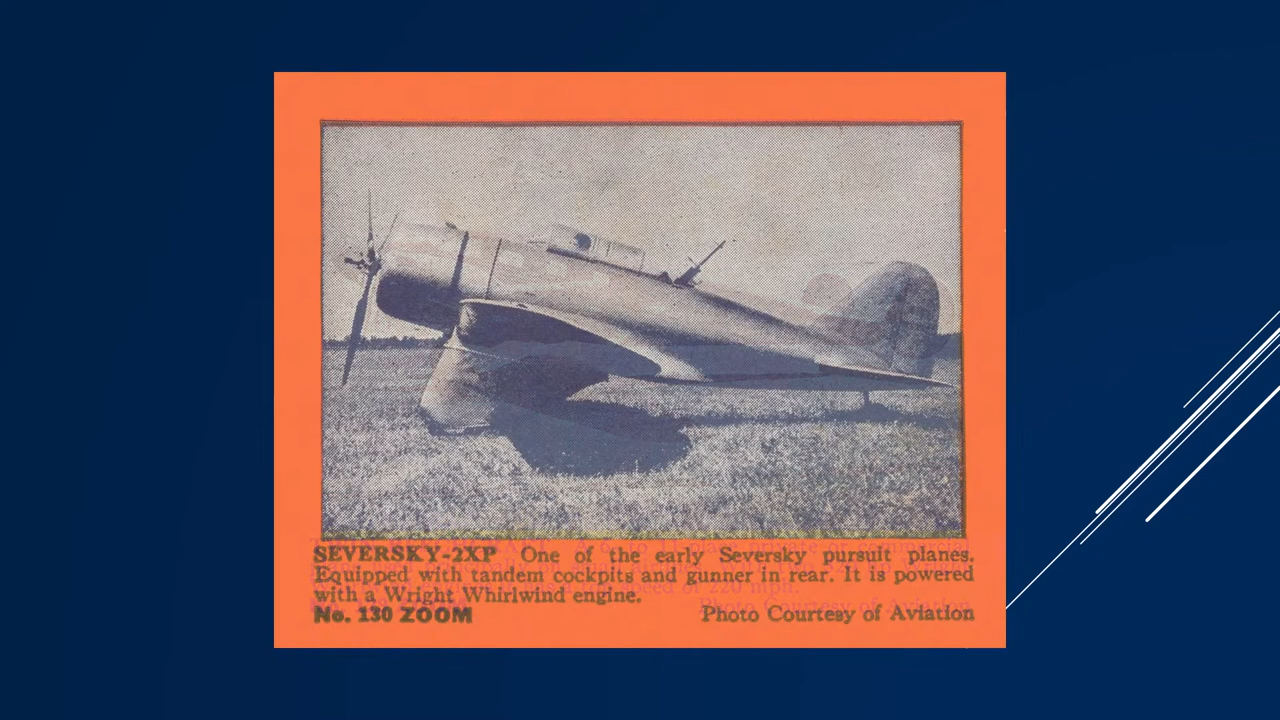 SEVERSKY-2XP One of the early Seversky pursuit planes.
Equipped with tandem cockpits and gunner in rear. It is powered
with a Wright Whirlwind engine.
No. 130 ZOOM Photo Courtesy of Aviation